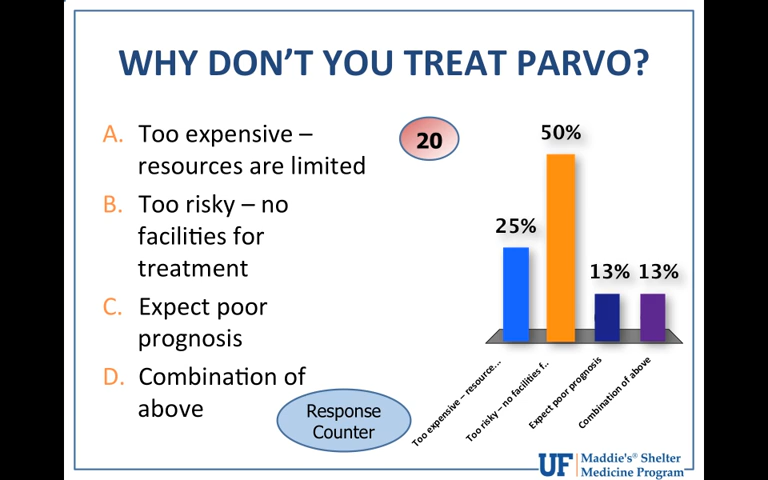 WHY DON'T YOU TREAT PARVO?
A. Too expensive –
resources are limited
B. Too risky – no
facilities for
treatment
C. Expect poor
prognosis
D. Combination of
above
20
Response
Counter
25%
50%
13%
13%
Too expensive – resource...
Too risky – no facilities f..
Expect poor prognosis
Combination of above
UF
Maddie's® Shelter
Medicine Program